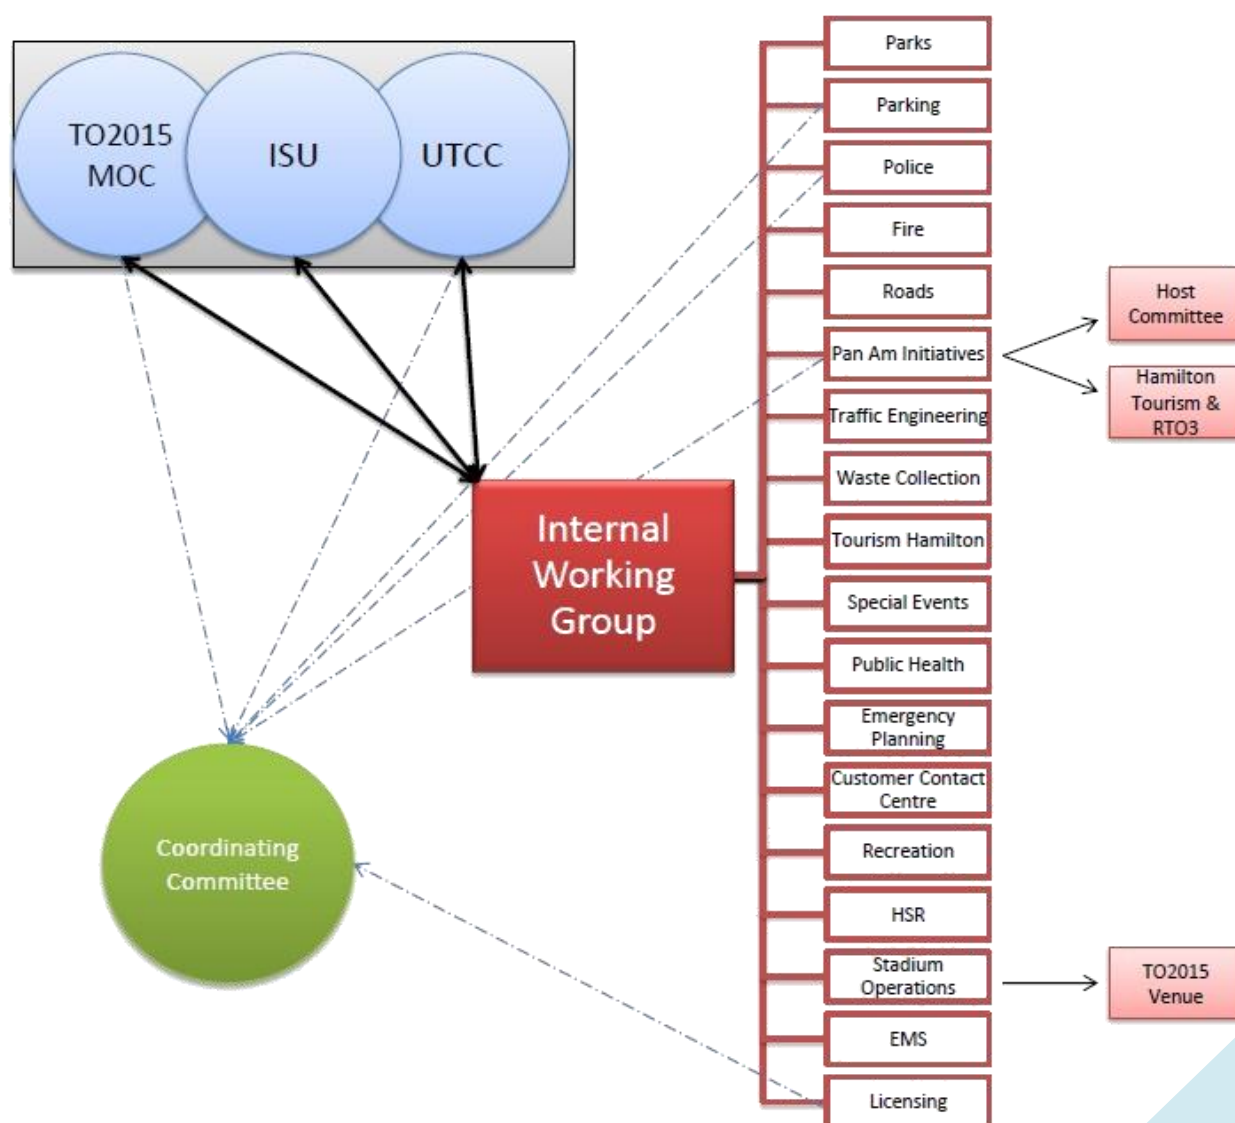 TO2015
MOC
ISU
UTCC
Parks
Parking
Police
Fire
Roads
Pan Am Initiatives
Traffic Engineering
Waste Collection
Tourism Hamilton
Special Events
Public Health
Emergency
Planning
Customer Contact
Centre
Recreation
HSR
Stadium
Operations
EMS
Licensing
Host
Committee
Hamilton
Tourism &
RTO3
TO2015
Venue
Internal
Working
Group
Coordinating
Committee